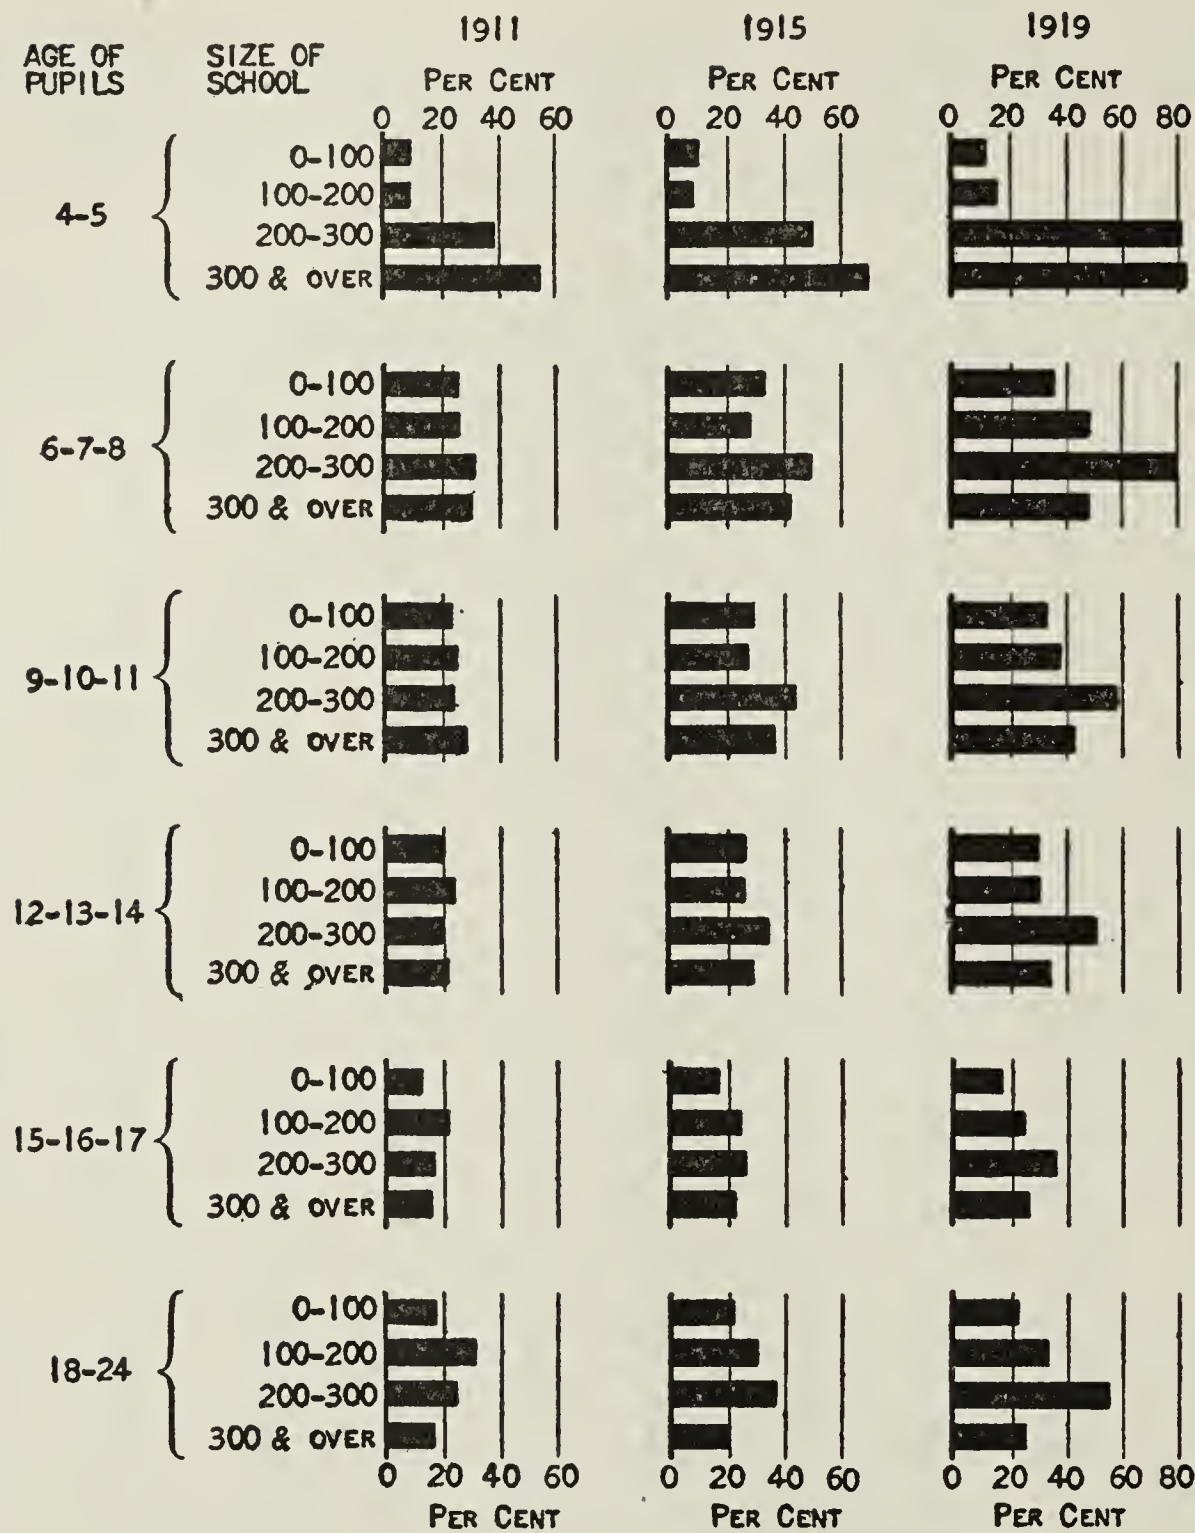 1911 1915 1919
AGE OF PUPILS SIZE OF SCHOOL PER CENT PER CENT PER CENT
0 20 40 60 0 20 40 60 0 20 40 60 80
4-5
0-100
100-200
200-300
300 & OVER
6-7-8
0-100
100-200
200-300
300 & OVER
9-10-11
0-100
100-200
200-300
300 & OVER
12-13-14
0-100
100-200
200-300
300 & OVER
15-16-17
0-100
100-200
200-300
300 & OVER
18-24
0-100
100-200
200-300
300 & OVER
0 20 40 60 0 20 40 60 0 20 40 60 80
PER CENT PER CENT PER CENT